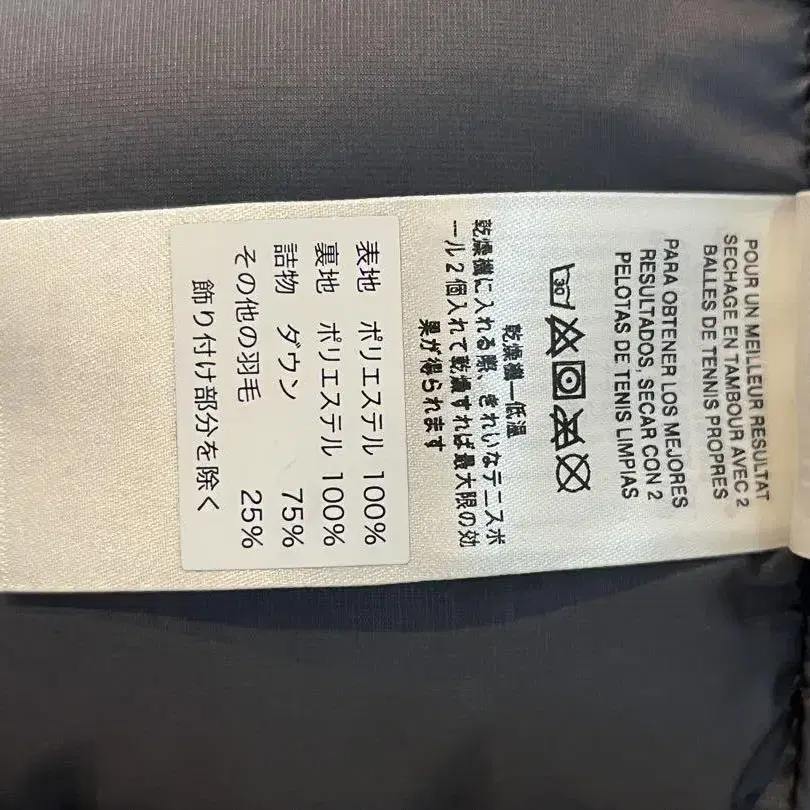 POUR UN MEILLEUR RESULTAT
SECHAGE EN TAMBOUR AVEC 2
BALLES DE TENNIS PROPRES
PARA OBTENER LOS MEJORES
RESULTADOS, SECAR CON 2
PELOTAS DE TENIS LIMPIAS
30
乾燥機一低温
乾燥機に入れる際、きれいなテニスボ
ール2個入れて乾燥すれば最大限の効
果が得られます
表地 ポリエステル 100%
裏地 ポリエステル 100%
詰物 ダウン 75%
その他の羽毛 25%
飾り付け部分を除く